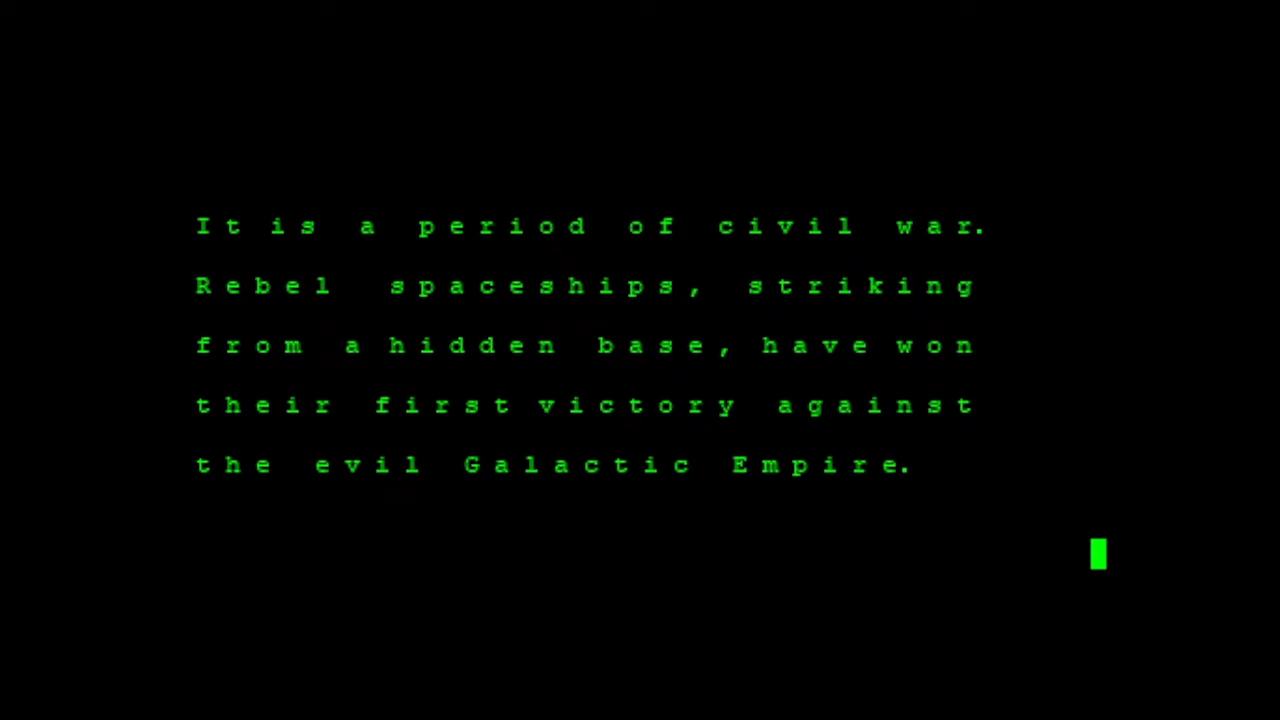 It is a period of civil war.
Rebel spaceships, striking
from a hidden base, have won
their first victory against
the evil Galactic Empire.